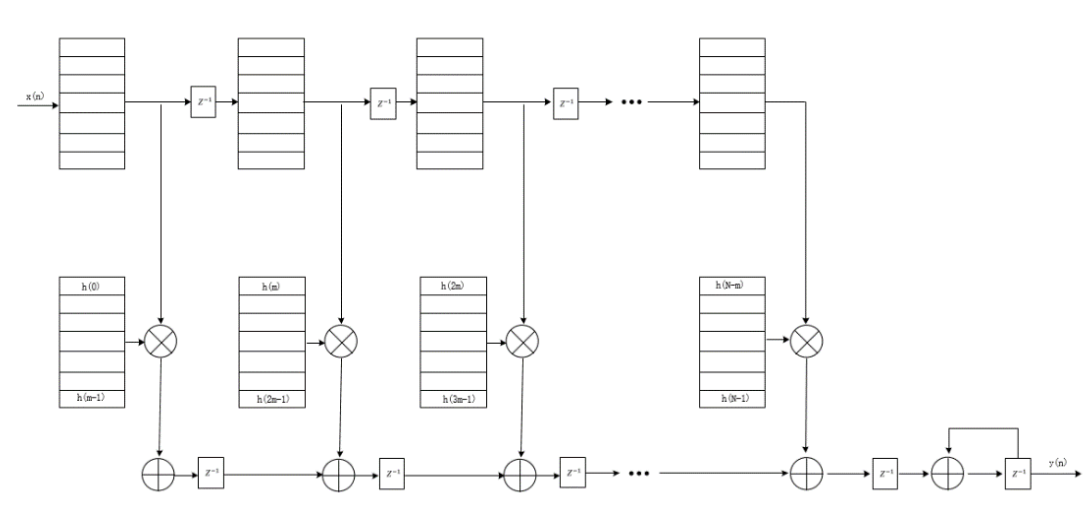 x(n)
Z⁻¹
Z⁻¹
Z⁻¹
•••
h(0)
h(m)
h(2m)
h(N-m)
h(m-1)
h(2m-1)
h(3m-1)
h(N-1)
Z⁻¹
Z⁻¹
Z⁻¹
•••
Z⁻¹
Z⁻¹
y(n)